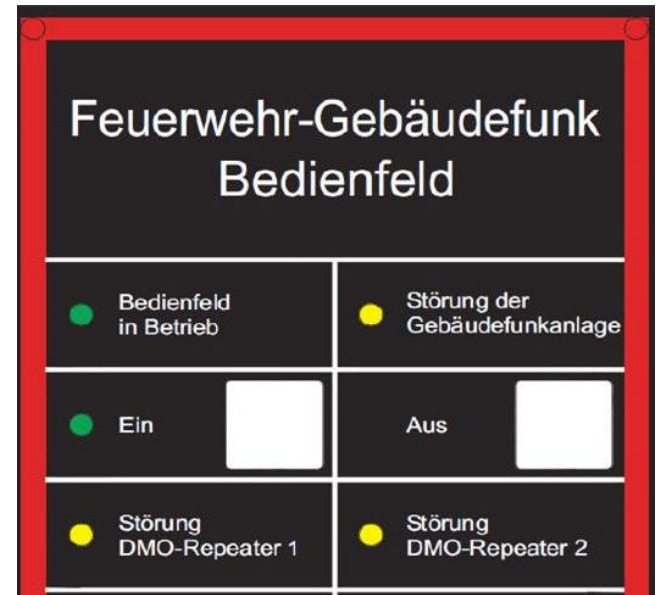 Feuerwehr-Gebäudefunk
Bedienfeld
Bedienfeld
in Betrieb
Störung der
Gebäudefunkanlage
Ein
Aus
Störung
DMO-Repeater 1
Störung
DMO-Repeater 2